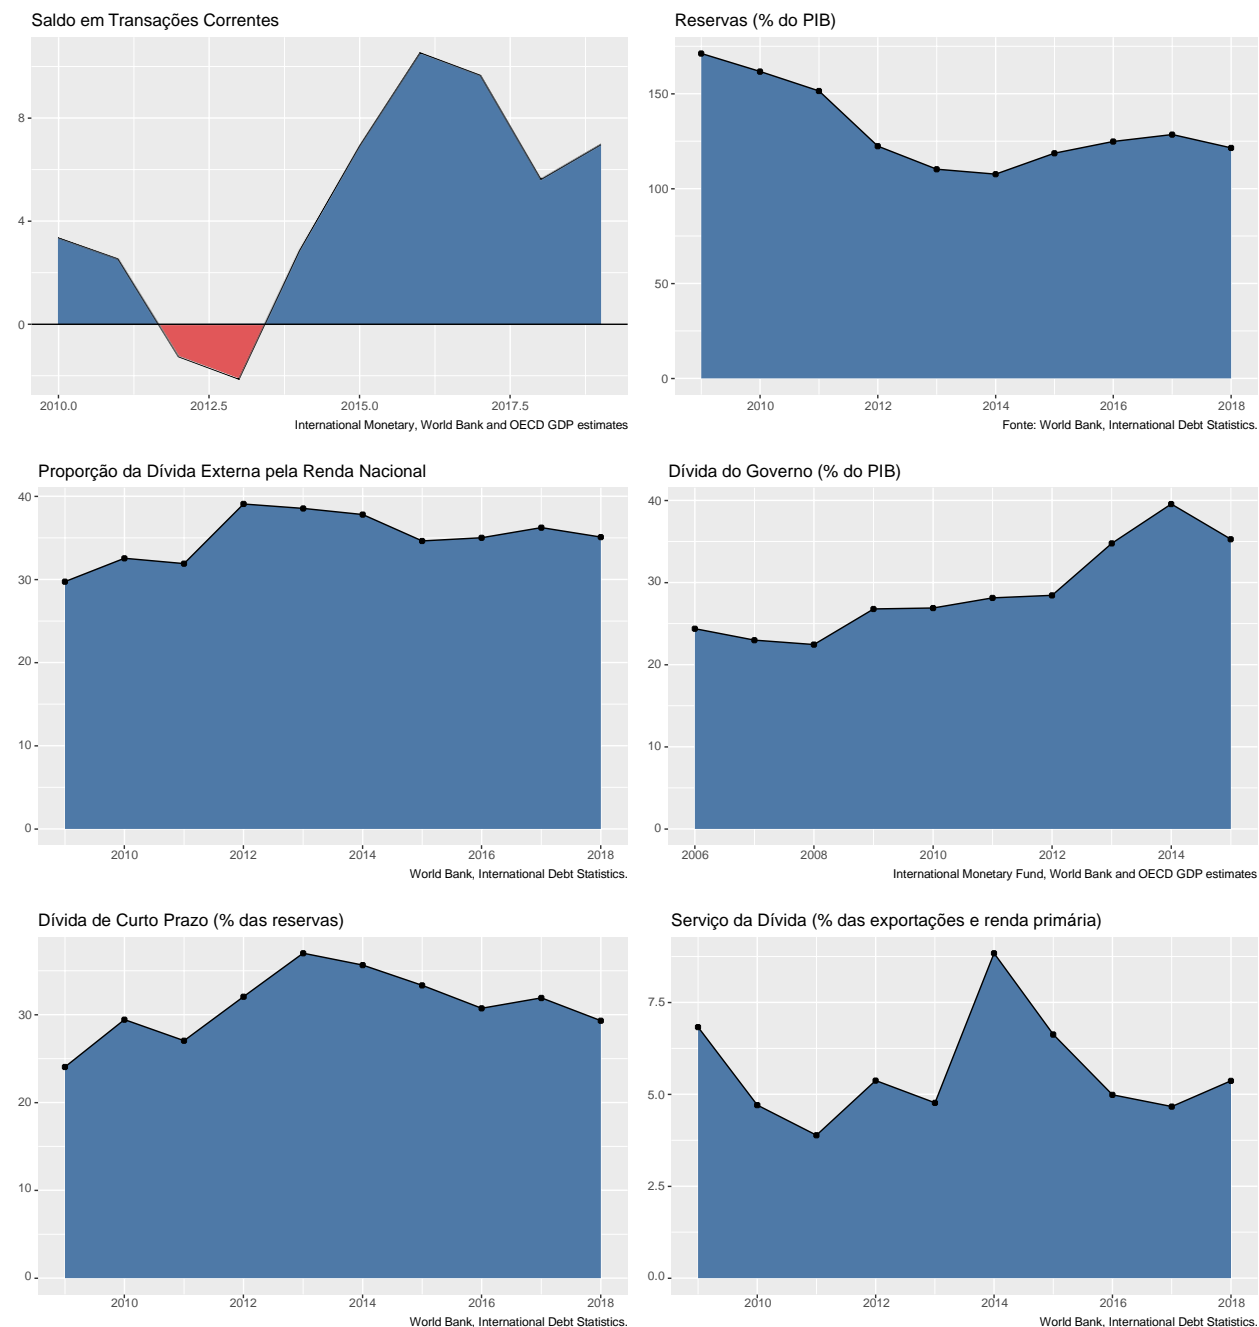 Saldo em Transações Correntes
8
4
0
2010.0 2012.5 2015.0 2017.5
International Monetary, World Bank and OECD GDP estimates
Reservas (% do PIB)
150
100
50
0
2010 2012 2014 2016 2018
Fonte: World Bank, International Debt Statistics.
Proporção da Dívida Externa pela Renda Nacional
40
30
20
10
0
2010 2012 2014 2016 2018
World Bank, International Debt Statistics.
Dívida do Governo (% do PIB)
40
30
20
10
0
2006 2008 2010 2012 2014
International Monetary Fund, World Bank and OECD GDP estimates
Dívida de Curto Prazo (% das reservas)
30
20
10
0
2010 2012 2014 2016 2018
World Bank, International Debt Statistics.
Serviço da Dívida (% das exportações e renda primária)
7.5
5.0
2.5
0.0
2010 2012 2014 2016 2018
World Bank, International Debt Statistics.